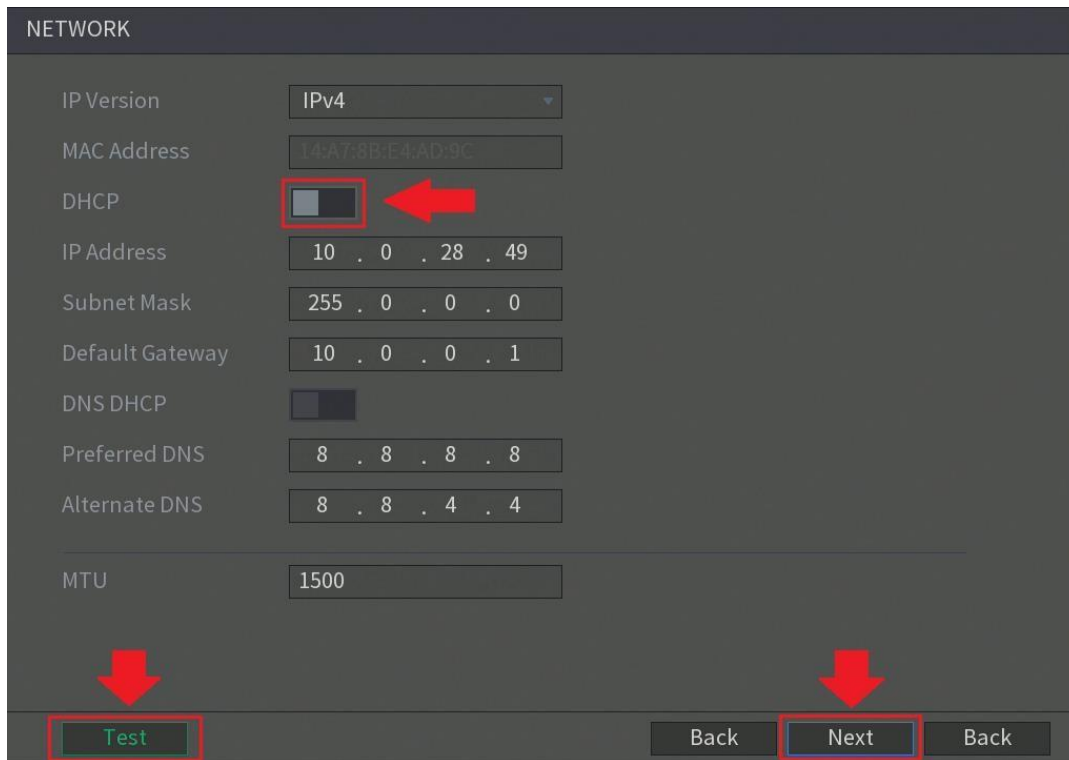 NETWORK
IP Version IPv4
MAC Address 14:A7:8B:E4:AD:9C
DHCP
IP Address 10 . 0 . 28 . 49
Subnet Mask 255 . 0 . 0 . 0
Default Gateway 10 . 0 . 0 . 1
DNS DHCP
Preferred DNS 8 . 8 . 8 . 8
Alternate DNS 8 . 8 . 4 . 4
MTU 1500
Test Back Next Back